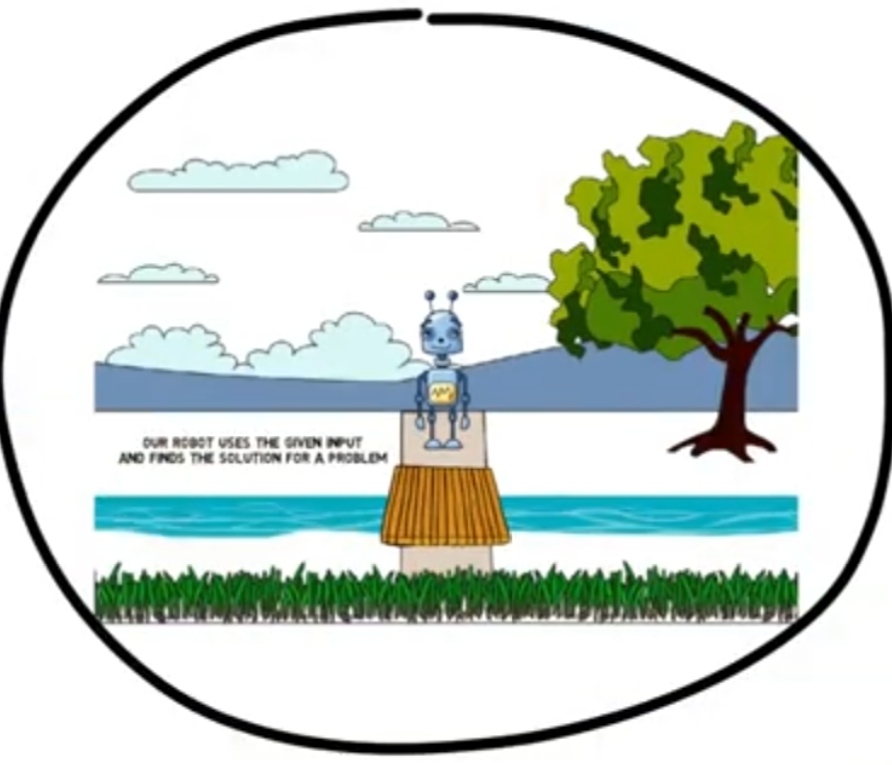 OUR ROBOT USES THE GIVEN INPUT
AND FINDS THE SOLUTION FOR A PROBLEM